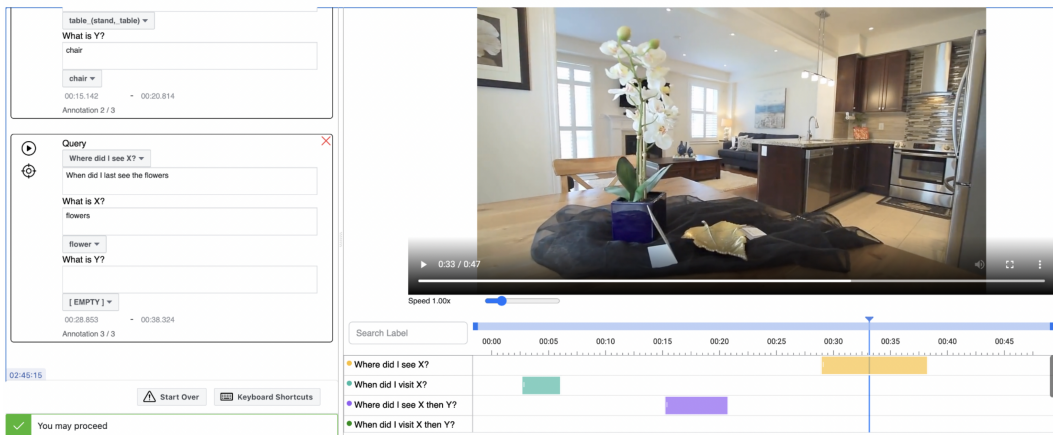 table_(stand,_table)
What is Y?
chair
chair
00:15.142 - 00:20.814
Annotation 2 / 3
Query
Where did I see X?
When did I last see the flowers
What is X?
flowers
flower
What is Y?
[ EMPTY ]
00:28.853 - 00:38.324
Annotation 3 / 3
02:45:15
Start Over
Keyboard Shortcuts
You may proceed
0:33 / 0:47
Speed 1.00x
Search Label
00:00 00:05 00:10 00:15 00:20 00:25 00:30 00:35 00:40 00:45
Where did I see X?
When did I visit X?
Where did I see X then Y?
When did I visit X then Y?